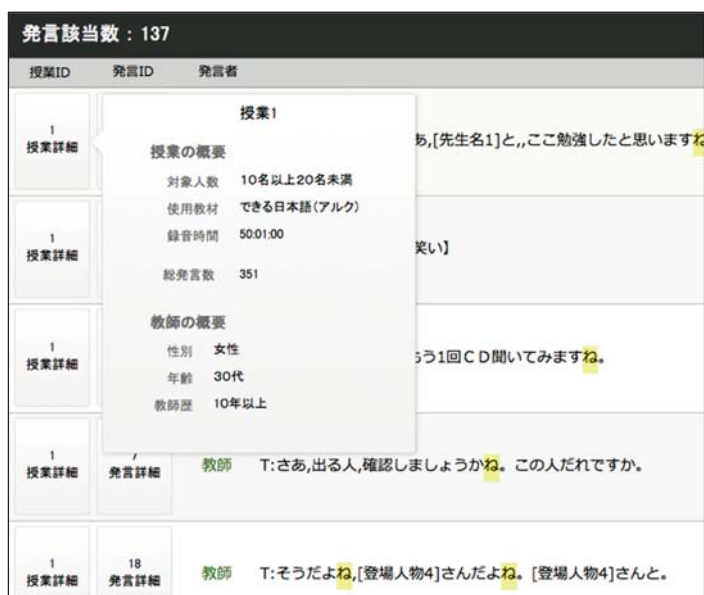 発言該当数：137
授業ID 発言ID 発言者
1
授業詳細
授業1
授業の概要
対象人数 10名以上20名未満
使用教材 できる日本語（アルク）
録音時間 50:01:00
総発言数 351
教師の概要
性別 女性
年齢 30代
教師歴 10年以上
あ,[先生名1]と,,ここ勉強したと思いますね
1
授業詳細
笑い】
1
授業詳細
もう1回ＣＤ聞いてみますね。
1
授業詳細
7
発言詳細
教師 T:さあ,出る人,確認しましょうかね。この人だれですか。
1
授業詳細
18
発言詳細
教師 T:そうだよね,[登場人物4]さんだよね。[登場人物4]さんと。